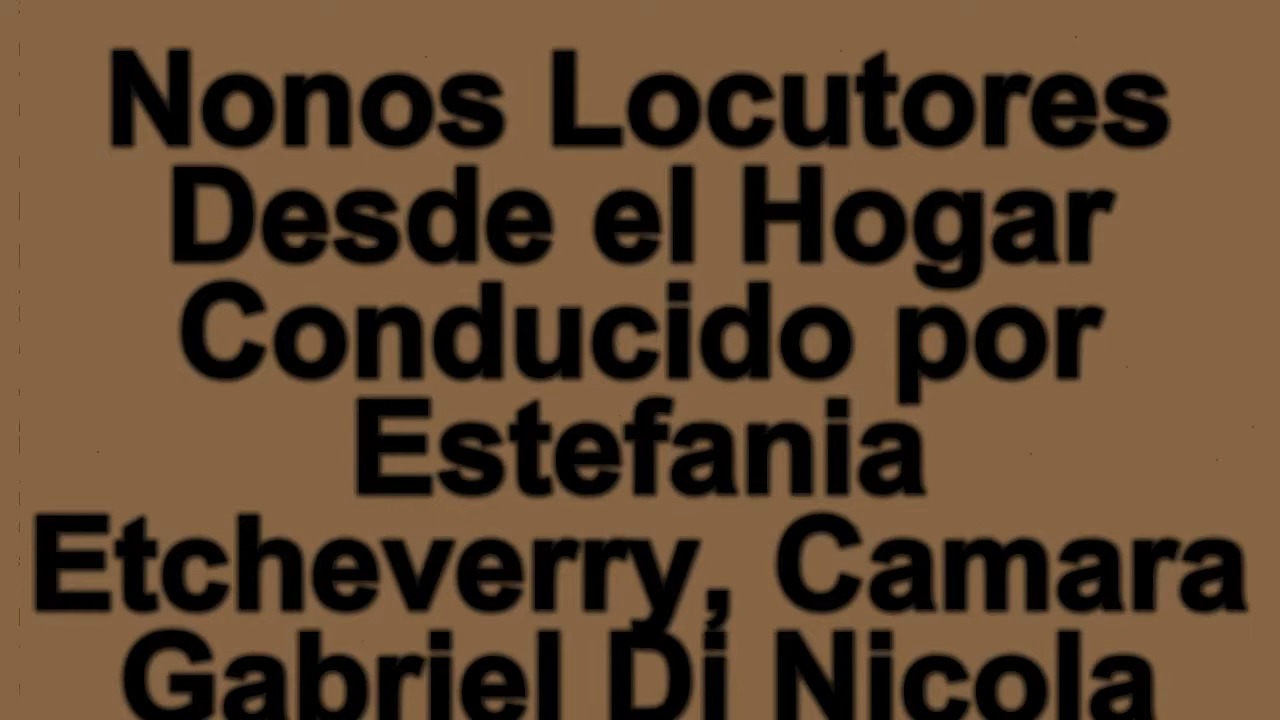 Nonos Locutores
Desde el Hogar
Conducido por
Estefania
Etcheverry, Camara
Gabriel Di Nicola